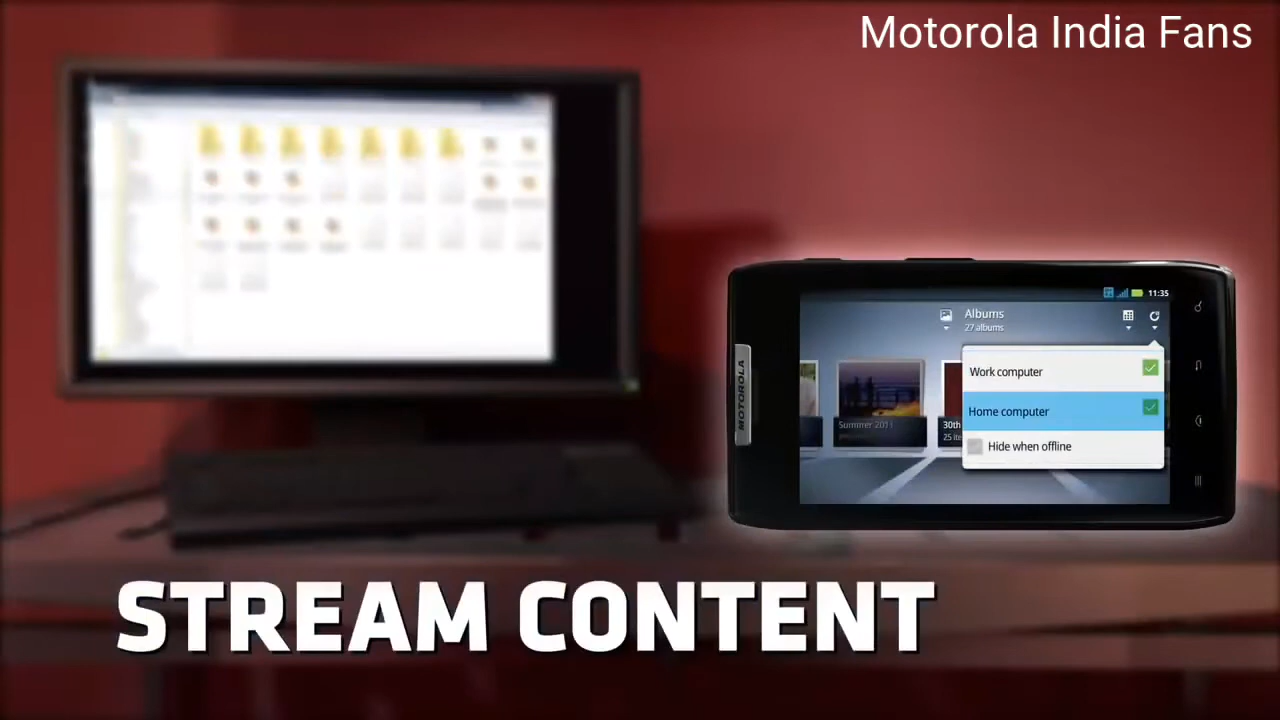 Motorola India Fans
11:35
Albums
27 albums
Work computer
Home computer
Hide when offline
Summer 2011
30th
MOTOROLA
STREAM CONTENT